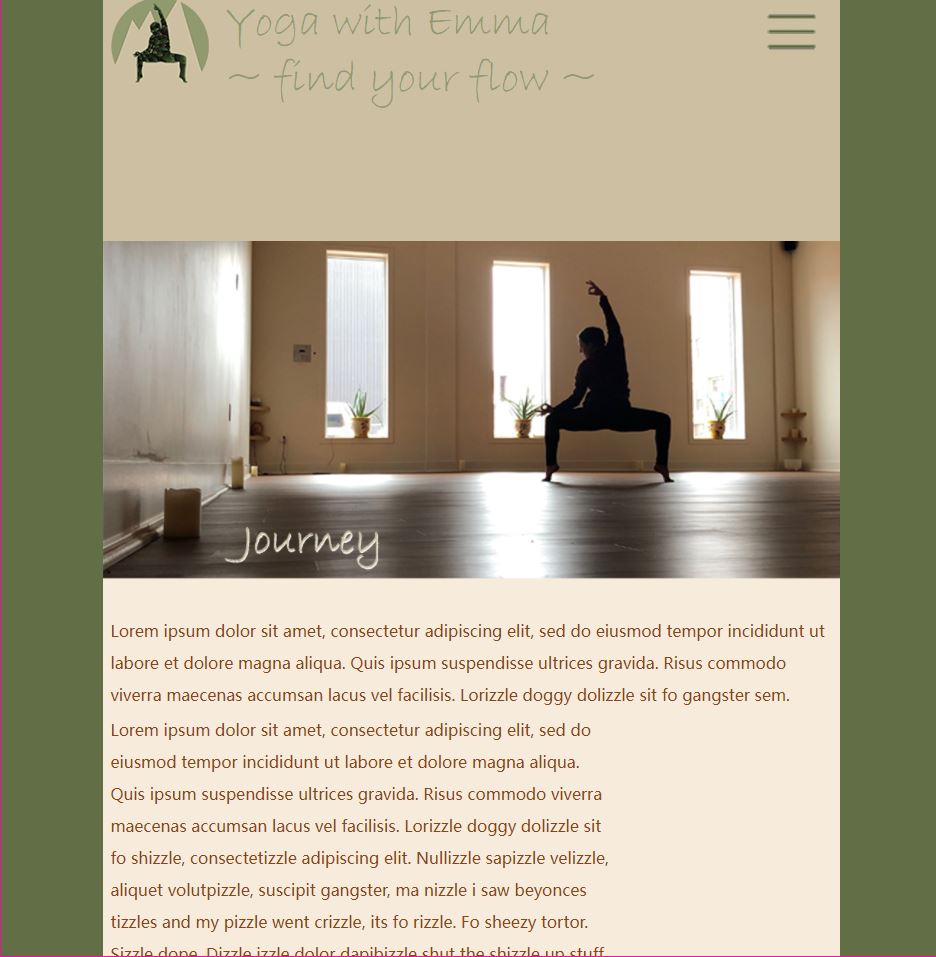 Yoga with Emma
~ find your flow ~
Journey
Lorem ipsum dolor sit amet, consectetur adipiscing elit, sed do eiusmod tempor incididunt ut
labore et dolore magna aliqua. Quis ipsum suspendisse ultrices gravida. Risus commodo
viverra maecenas accumsan lacus vel facilisis. Lorizzle doggy dolizzle sit fo gangster sem.
Lorem ipsum dolor sit amet, consectetur adipiscing elit, sed do
eiusmod tempor incididunt ut labore et dolore magna aliqua.
Quis ipsum suspendisse ultrices gravida. Risus commodo viverra
maecenas accumsan lacus vel facilisis. Lorizzle doggy dolizzle sit
fo shizzle, consectetizzle adipiscing elit. Nullizzle sapizzle velizzle,
aliquet volutpizzle, suscipit gangster, ma nizzle i saw beyonces
tizzles and my pizzle went crizzle, its fo rizzle. Fo sheezy tortor.
Sizzle dope. Dizzle izzle dolor dapibizzle shut the shizzle up stuff